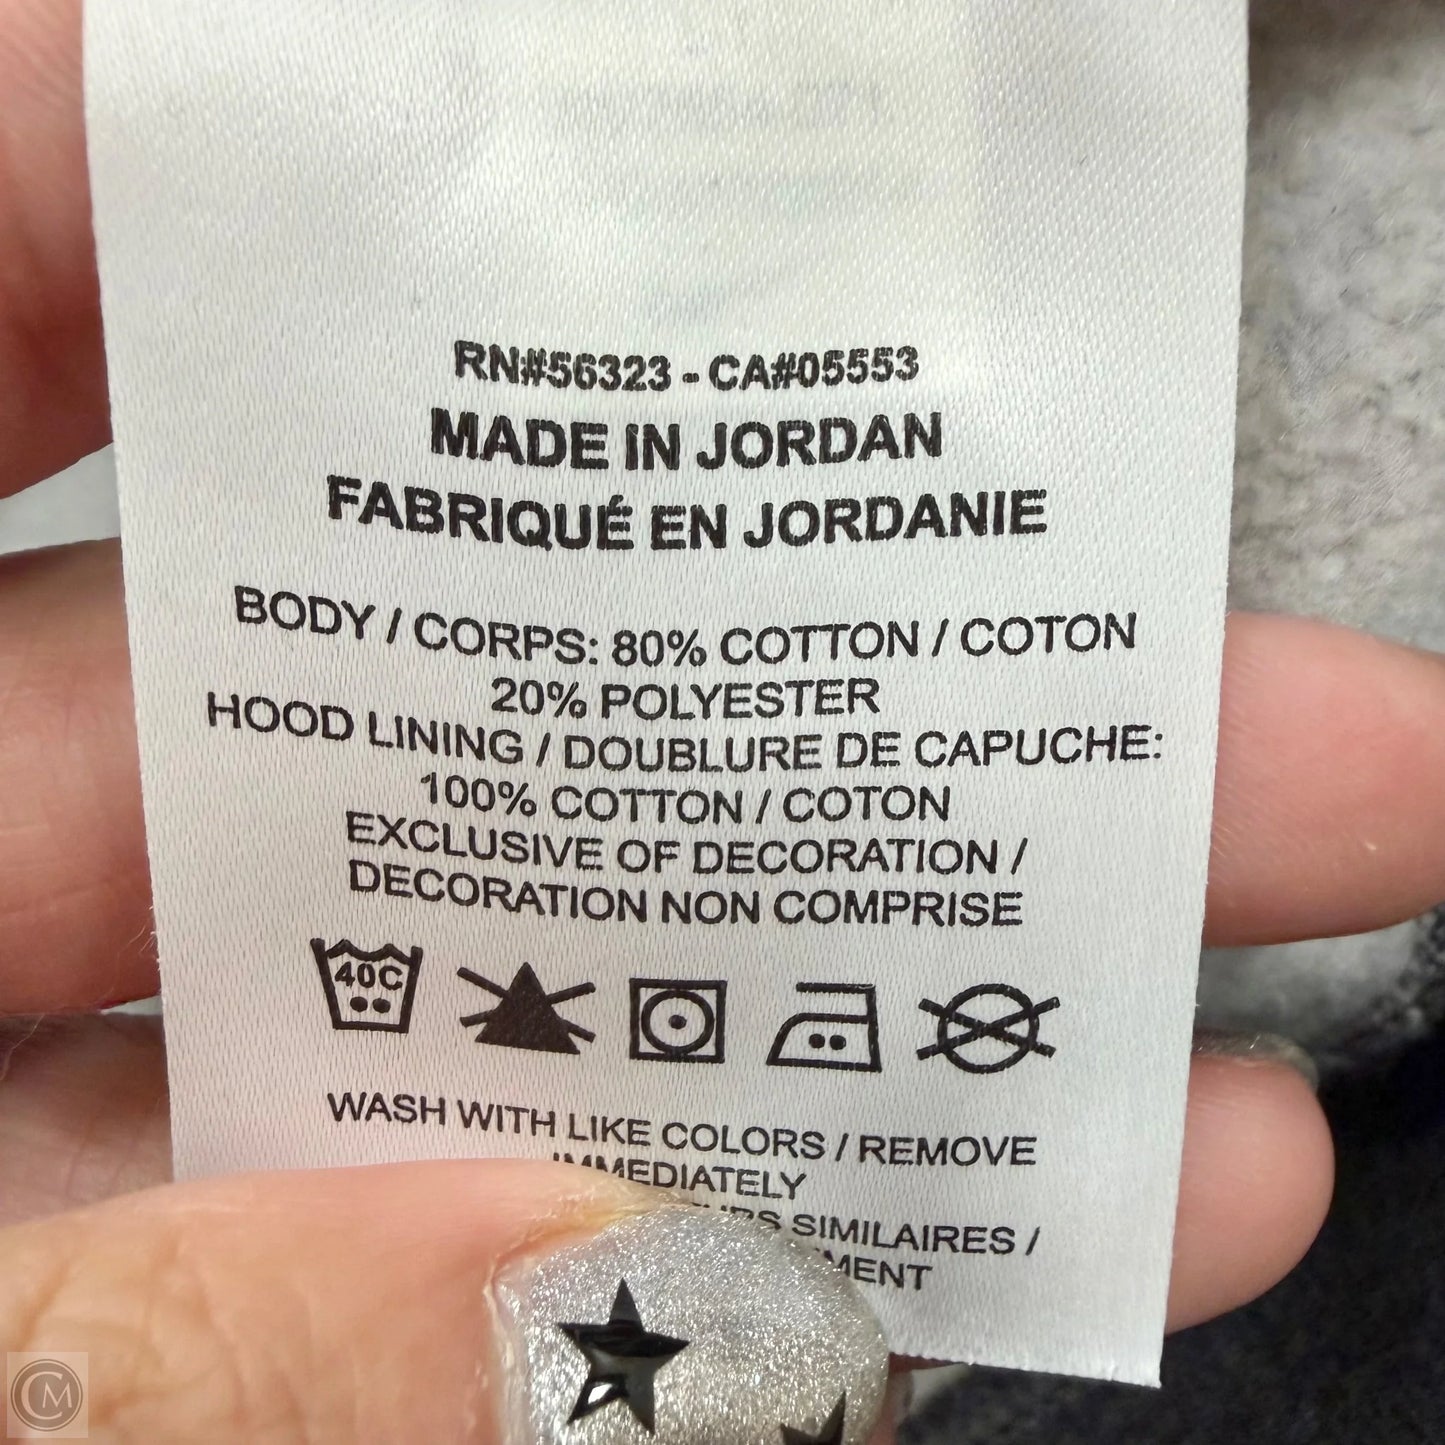 RN#56323 - CA#05553
MADE IN JORDAN
FABRIQUÉ EN JORDANIE
BODY / CORPS: 80% COTTON / COTON
20% POLYESTER
HOOD LINING / DOUBLURE DE CAPUCHE:
100% COTTON / COTON
EXCLUSIVE OF DECORATION /
DECORATION NON COMPRISE
40C
WASH WITH LIKE COLORS / REMOVE
IMMEDIATELY
SIMILAIRES /
CM